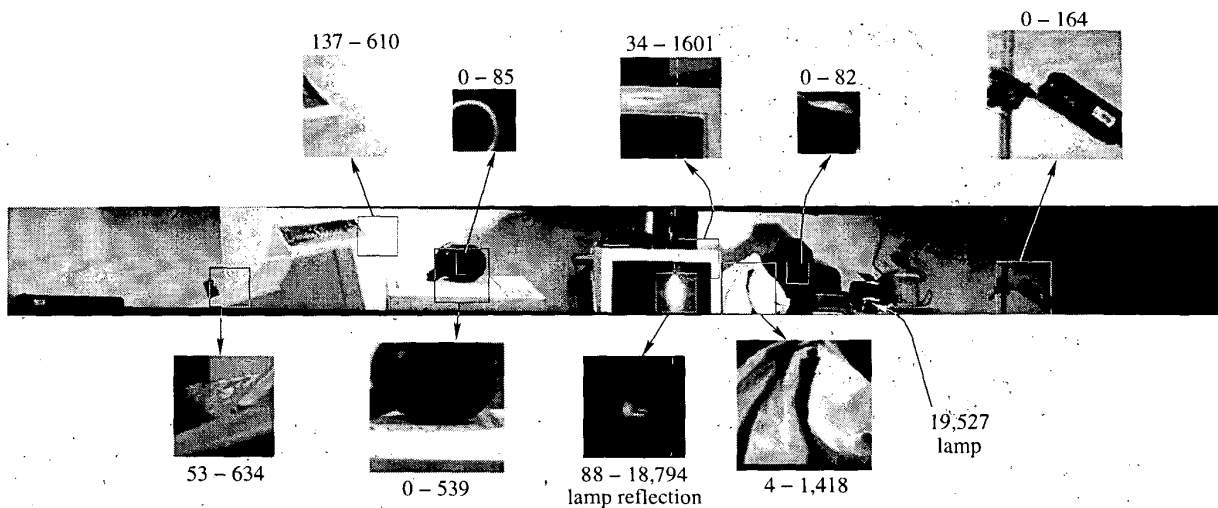 0 – 164
137 – 610
34 – 1601
0 – 85
0 – 82
19,527
lamp
53 – 634
0 – 539
88 – 18,794
lamp reflection
4 – 1,418